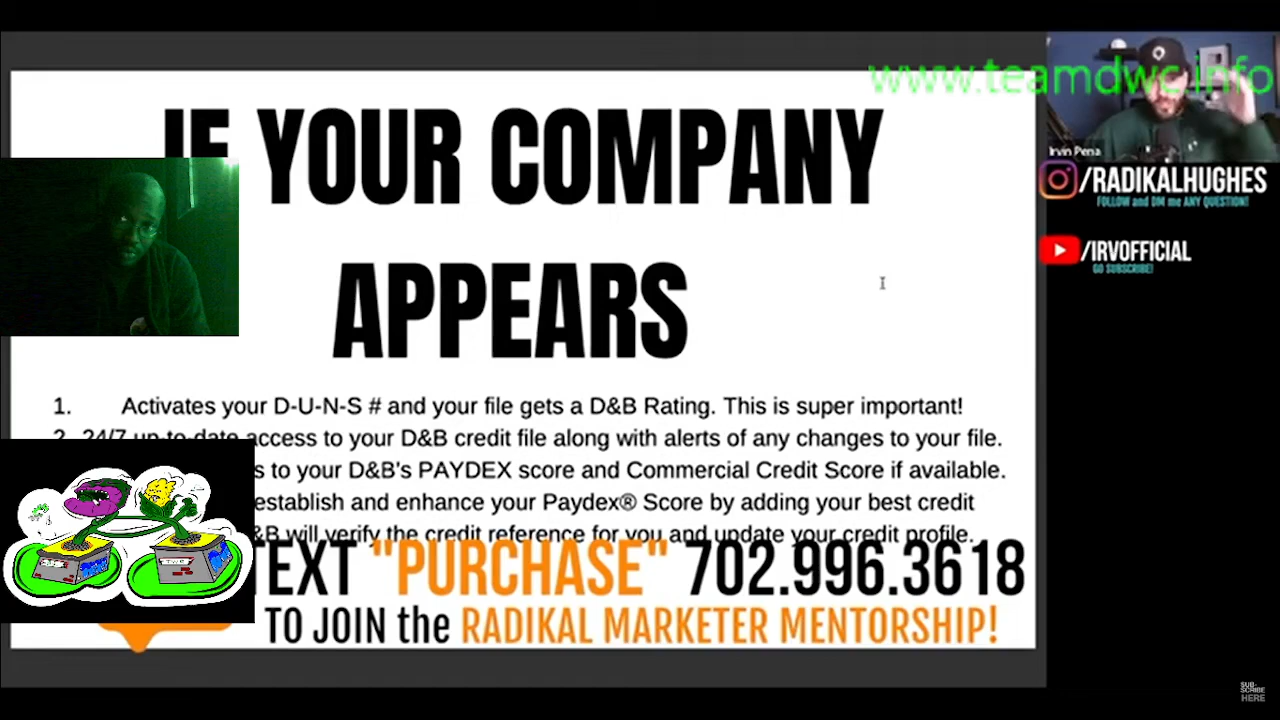 www.teamdwc.info
IF YOUR COMPANY
APPEARS
Irvin Pena
/RADIKALHUGHES
FOLLOW and DM me ANY QUESTION!
/IRVOFFICIAL
GO SUBSCRIBE!
1. Activates your D-U-N-S # and your file gets a D&B Rating. This is super important!
2. 24/7 up-to-date access to your D&B credit file along with alerts of any changes to your file.
to your D&B's PAYDEX score and Commercial Credit Score if available.
establish and enhance your Paydex® Score by adding your best credit
will verify the credit reference for you and update your credit profile.
TEXT "PURCHASE" 702.996.3618
TO JOIN the RADIKAL MARKETER MENTORSHIP!
SUB-
SCRIBE
HERE